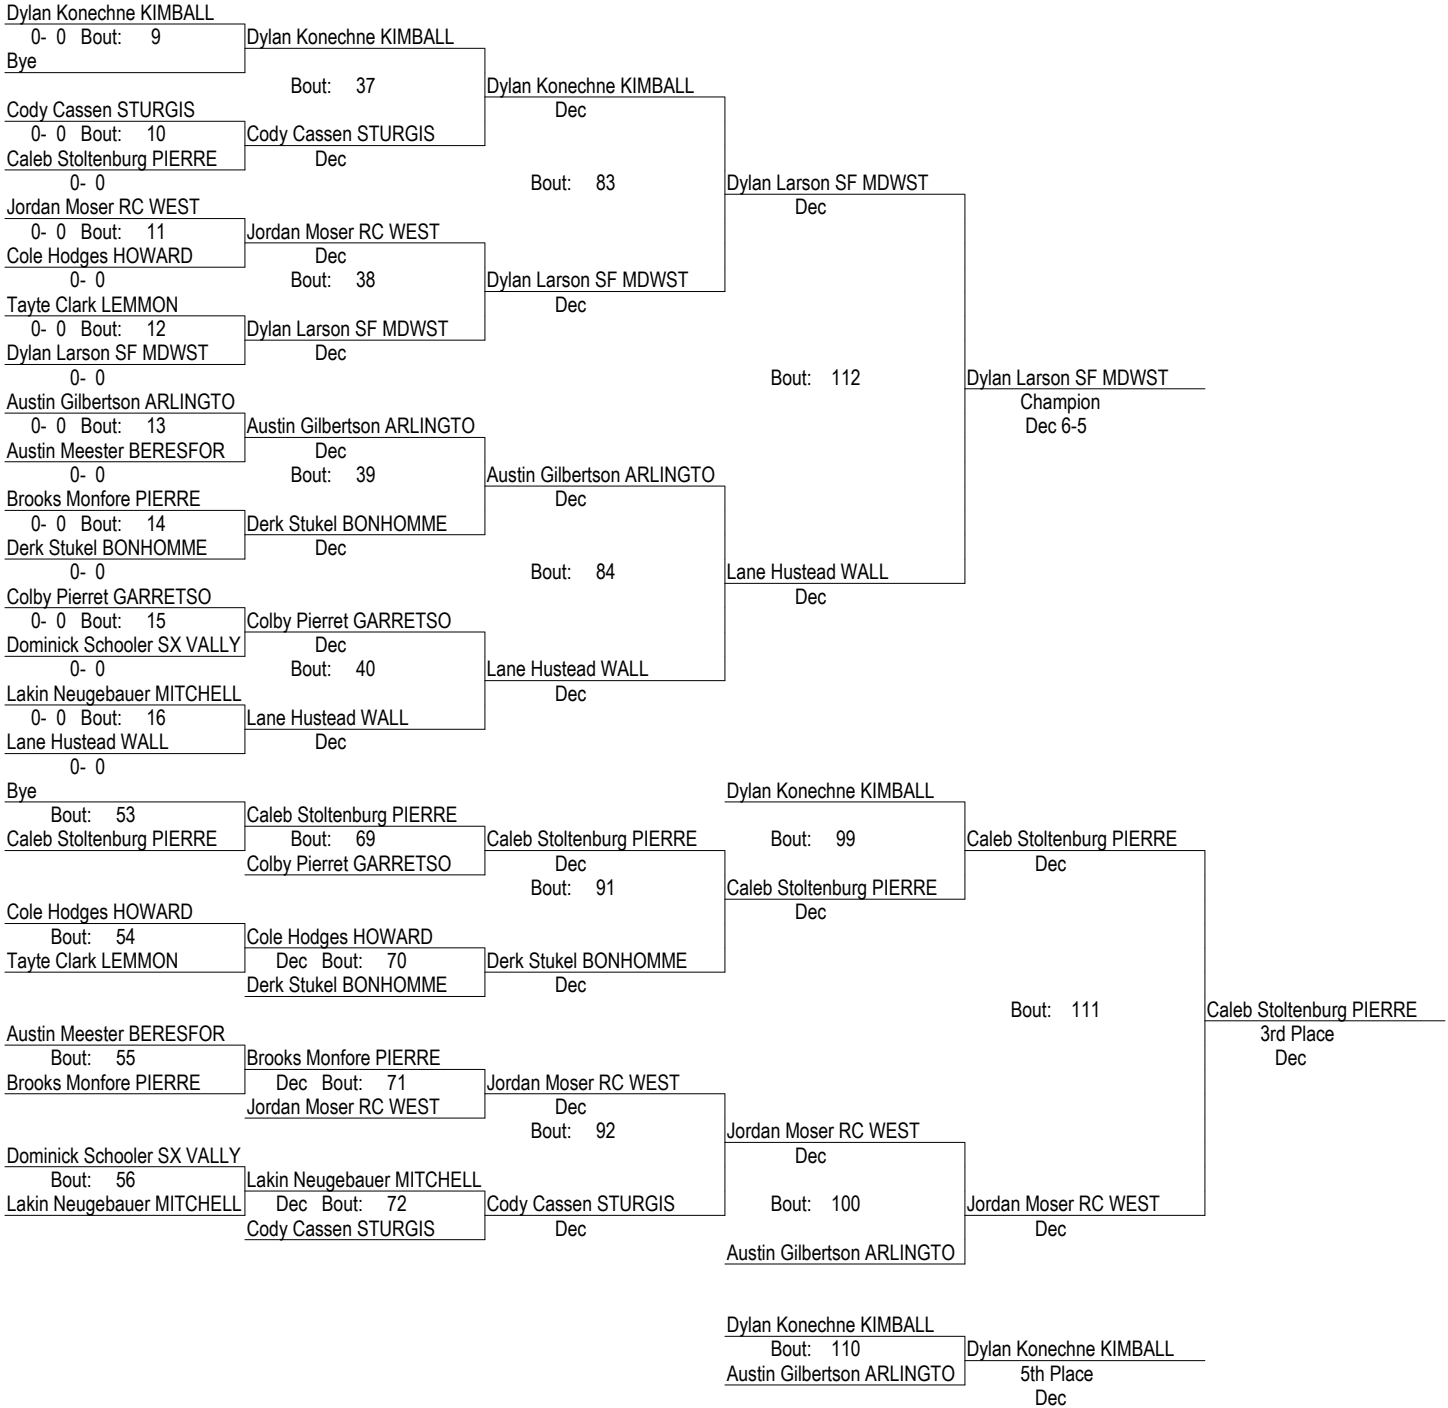 Dylan Konechne KIMBALL
0- 0 Bout: 9 Dylan Konechne KIMBALL
Bye
Bout: 37 Dylan Konechne KIMBALL
Cody Cassen STURGIS Dec
0- 0 Bout: 10 Cody Cassen STURGIS
Caleb Stoltenburg PIERRE Dec
0- 0 Bout: 83 Dylan Larson SF MDWST
Jordan Moser RC WEST Dec
0- 0 Bout: 11 Jordan Moser RC WEST
Cole Hodges HOWARD Dec
0- 0 Bout: 38 Dylan Larson SF MDWST
Tayte Clark LEMMON Dec
0- 0 Bout: 12 Dylan Larson SF MDWST
Dylan Larson SF MDWST Dec
0- 0 Bout: 112 Dylan Larson SF MDWST
Austin Gilbertson ARLINGTO Champion
0- 0 Bout: 13 Austin Gilbertson ARLINGTO Dec 6-5
Austin Meester BERESFOR Dec
0- 0 Bout: 39 Austin Gilbertson ARLINGTO
Brooks Monfore PIERRE Dec
0- 0 Bout: 14 Derk Stukel BONHOMME
Derk Stukel BONHOMME Dec
0- 0 Bout: 84 Lane Hustead WALL
Colby Pierret GARRETSO Dec
0- 0 Bout: 15 Colby Pierret GARRETSO
Dominick Schooler SX VALLY Dec
0- 0 Bout: 40 Lane Hustead WALL
Lakin Neugebauer MITCHELL Dec
0- 0 Bout: 16 Lane Hustead WALL
Lane Hustead WALL Dec
0- 0
Bye Dylan Konechne KIMBALL
Bout: 53 Caleb Stoltenburg PIERRE
Caleb Stoltenburg PIERRE Bout: 69 Caleb Stoltenburg PIERRE Bout: 99 Caleb Stoltenburg PIERRE
Colby Pierret GARRETSO Dec Dec
Bout: 91 Caleb Stoltenburg PIERRE
Cole Hodges HOWARD Dec
Bout: 54 Cole Hodges HOWARD
Tayte Clark LEMMON Dec Bout: 70 Derk Stukel BONHOMME
Derk Stukel BONHOMME Dec
Bout: 111 Caleb Stoltenburg PIERRE
Austin Meester BERESFOR 3rd Place
Bout: 55 Brooks Monfore PIERRE Dec
Brooks Monfore PIERRE Dec Bout: 71 Jordan Moser RC WEST
Jordan Moser RC WEST Dec
Bout: 92 Jordan Moser RC WEST
Dominick Schooler SX VALLY Dec
Bout: 56 Lakin Neugebauer MITCHELL
Lakin Neugebauer MITCHELL Dec Bout: 72 Cody Cassen STURGIS Bout: 100 Jordan Moser RC WEST
Cody Cassen STURGIS Dec Dec
Austin Gilbertson ARLINGTO
Dylan Konechne KIMBALL
Bout: 110 Dylan Konechne KIMBALL
Austin Gilbertson ARLINGTO 5th Place
Dec